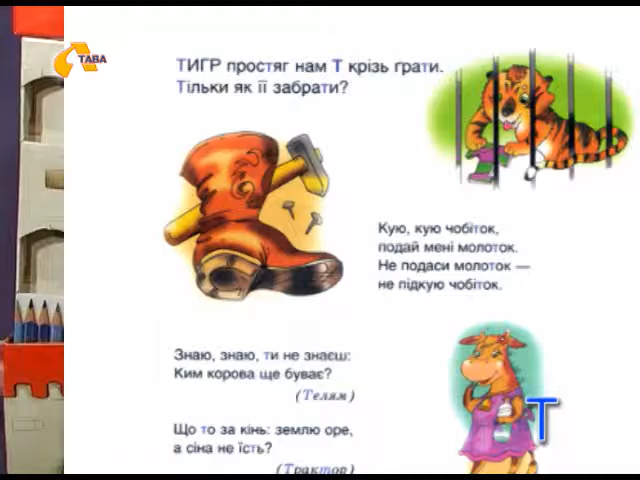 ТАВА
ТИГР простяг нам Т крізь ґрати.
Тільки як її забрати?
Кую, кую чобіток,
подай мені молоток.
Не подаси молоток —
не підкую чобіток.
Знаю, знаю, ти не знаєш:
Ким корова ще буває?
(Телям)
Що то за кінь: землю оре,
а сіна не їсть?
(Трактор)
Т